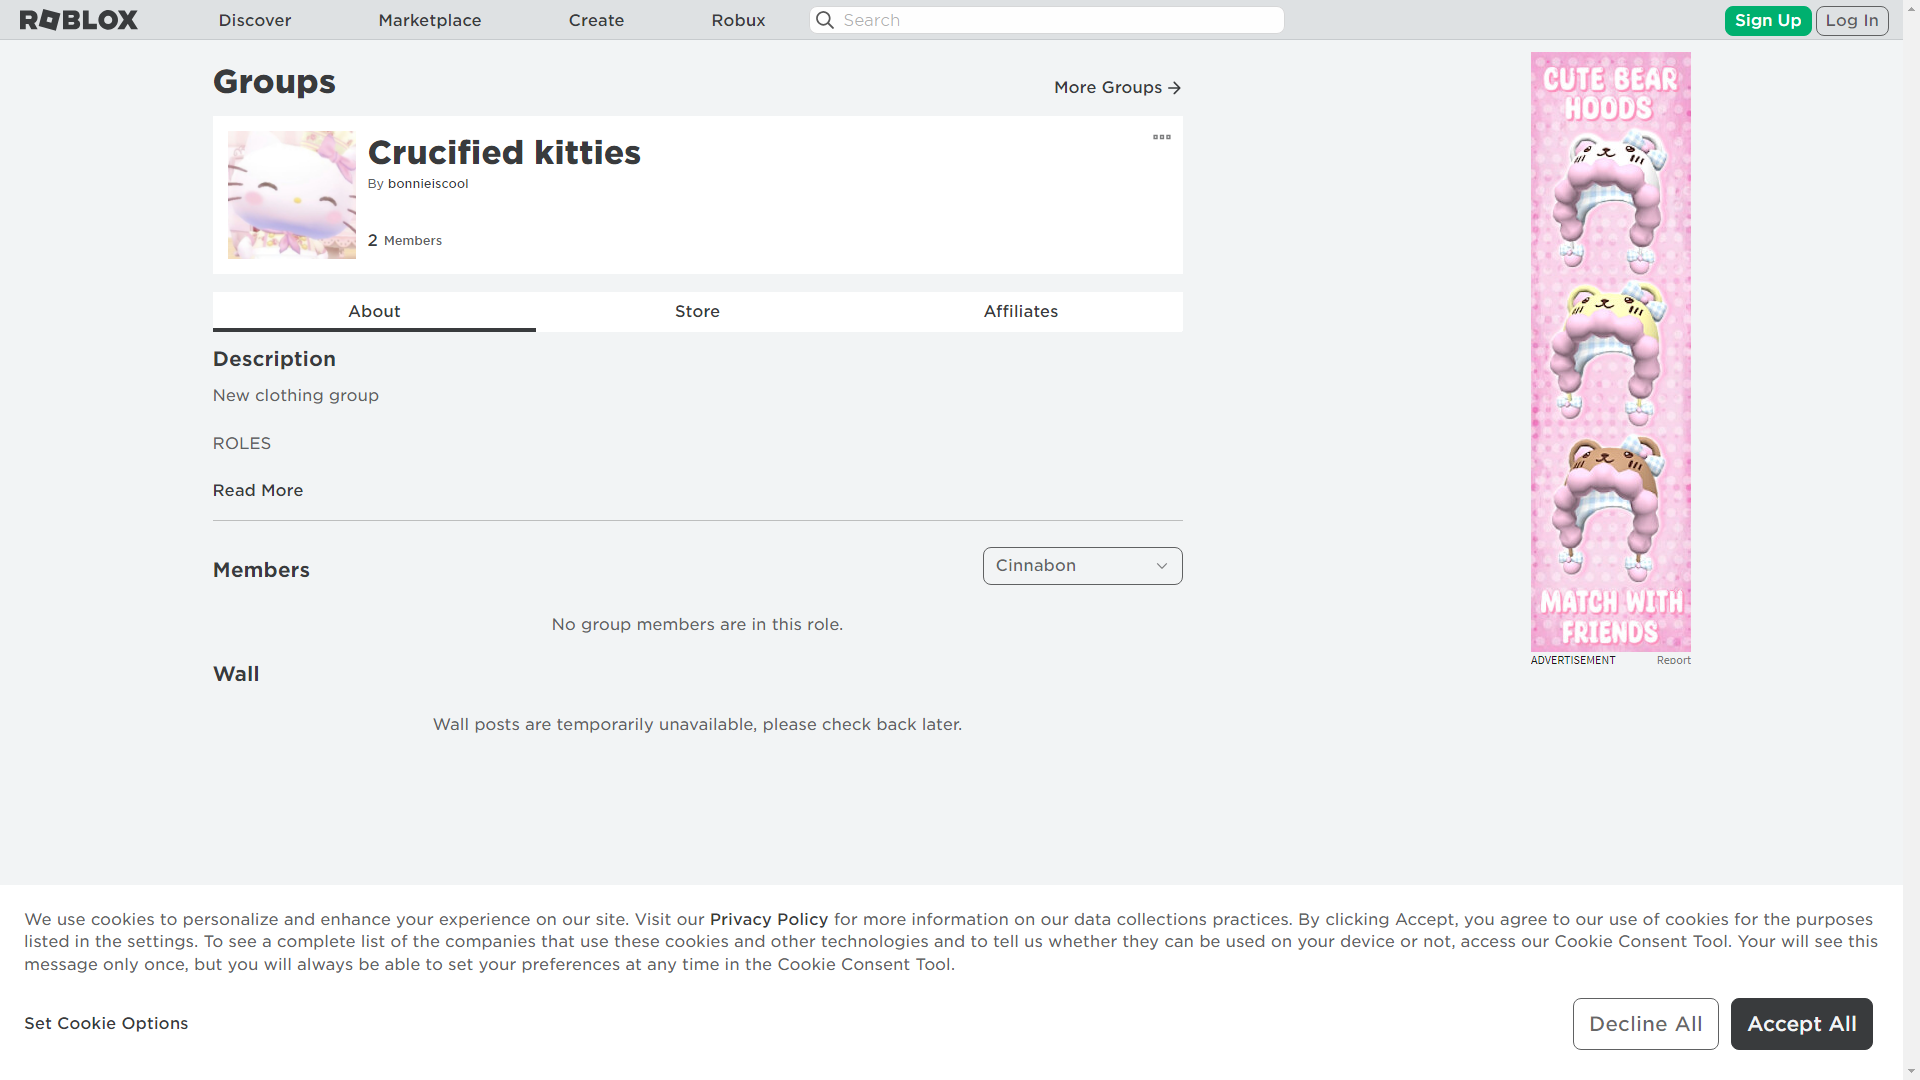 ROBLOX
Discover
Marketplace
Create
Robux
Search
Sign Up
Log In
Groups
More Groups
Crucified kitties
By bonnieiscool
2 Members
About
Store
Affiliates
Description
New clothing group
ROLES
Read More
Members
Cinnabon
No group members are in this role.
Wall
Wall posts are temporarily unavailable, please check back later.
CUTE BEAR
HOODS
MATCH WITH
FRIENDS
ADVERTISEMENT
Report
We use cookies to personalize and enhance your experience on our site. Visit our Privacy Policy for more information on our data collections practices. By clicking Accept, you agree to our use of cookies for the purposes
listed in the settings. To see a complete list of the companies that use these cookies and other technologies and to tell us whether they can be used on your device or not, access our Cookie Consent Tool. Your will see this
message only once, but you will always be able to set your preferences at any time in the Cookie Consent Tool.
Set Cookie Options
Decline All
Accept All